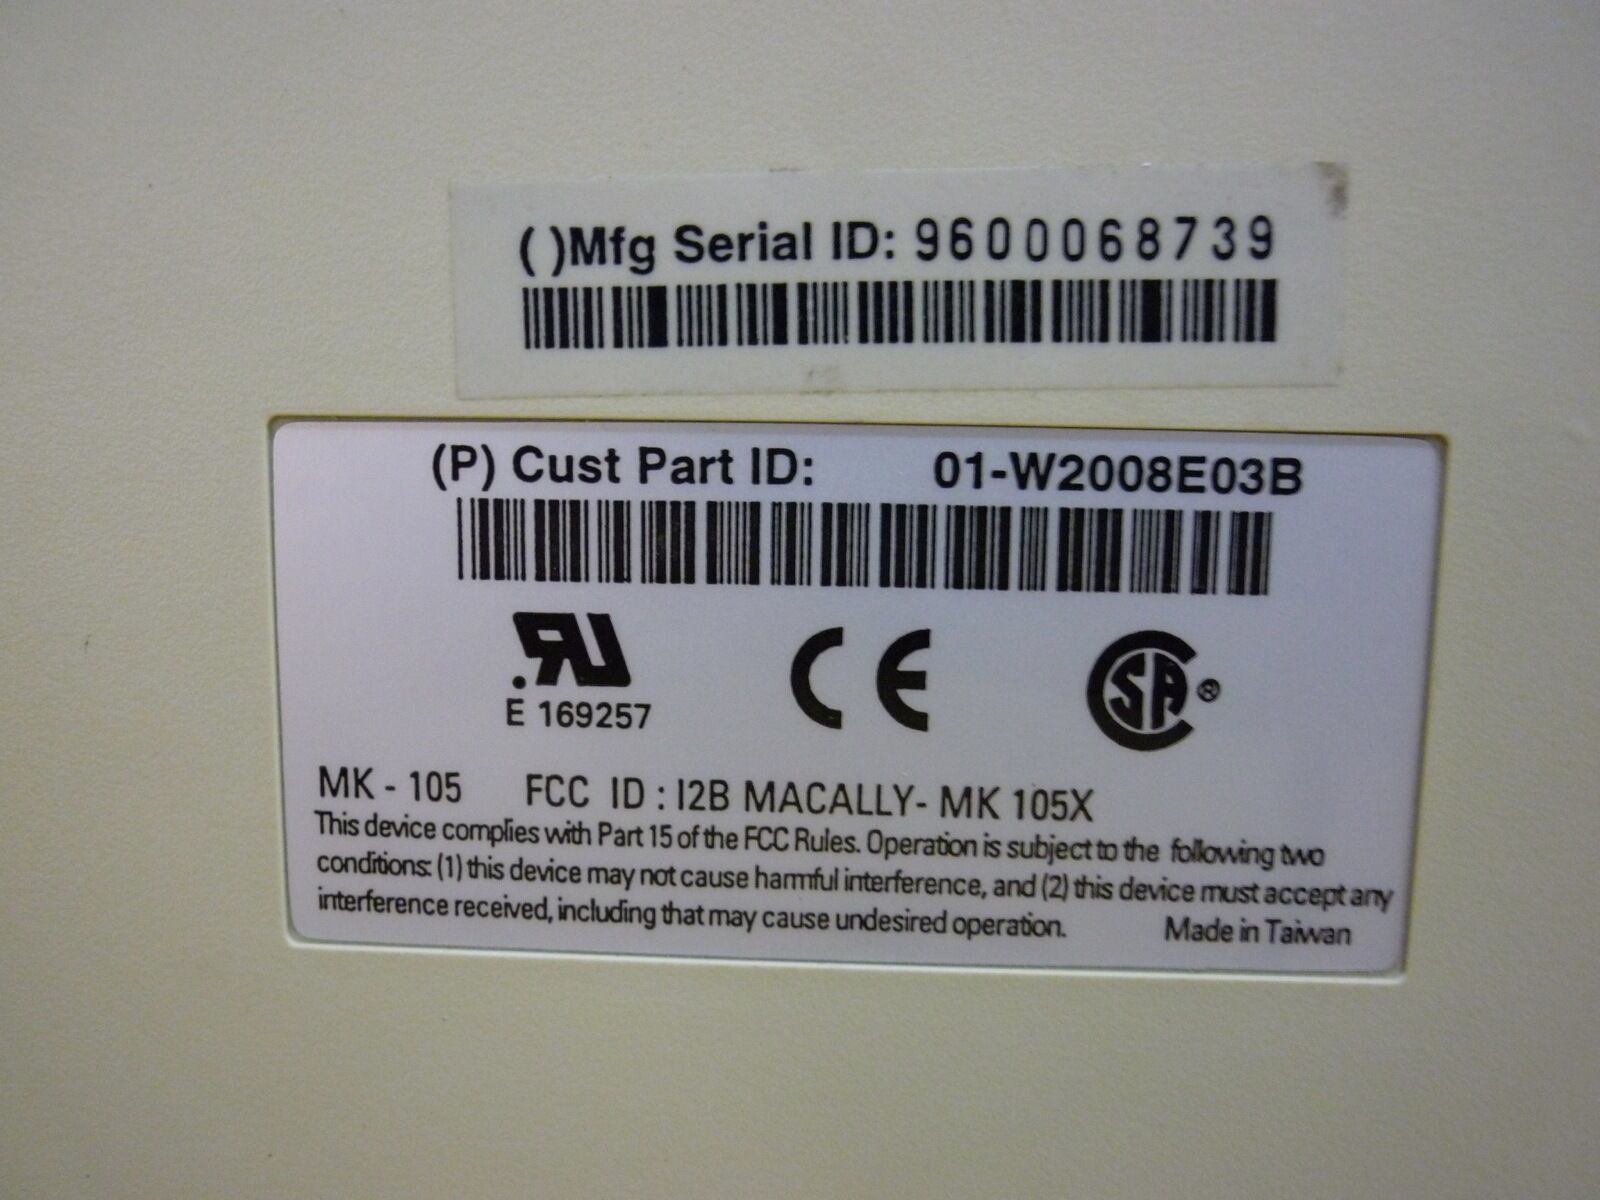 ( )Mfg Serial ID: 9600068739
(P) Cust Part ID: 01-W2008E03B
RU CE SA ®
E 169257
MK - 105 FCC ID : I2B MACALLY- MK 105X
This device complies with Part 15 of the FCC Rules. Operation is subject to the following two
conditions: (1) this device may not cause harmful interference, and (2) this device must accept any
interference received, including that may cause undesired operation. Made in Taiwan